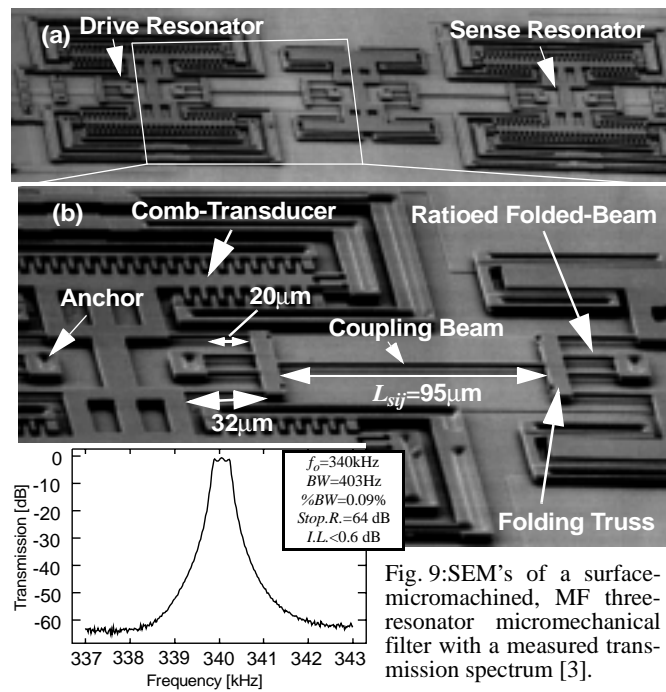 (a)
Drive Resonator
Sense Resonator
(b)
Comb-Transducer
Ratioed Folded-Beam
Anchor
20μm
Coupling Beam
Lsij=95μm
32μm
Folding Truss
fo=340kHz
BW=403Hz
%BW=0.09%
Stop.R.=64 dB
I.L.<0.6 dB
Transmission [dB]
0
-10
-20
-30
-40
-50
-60
337 338 339 340 341 342 343
Frequency [kHz]
Fig. 9:SEM's of a surface-
micromachined, MF three-
resonator micromechanical
filter with a measured trans-
mission spectrum [3].